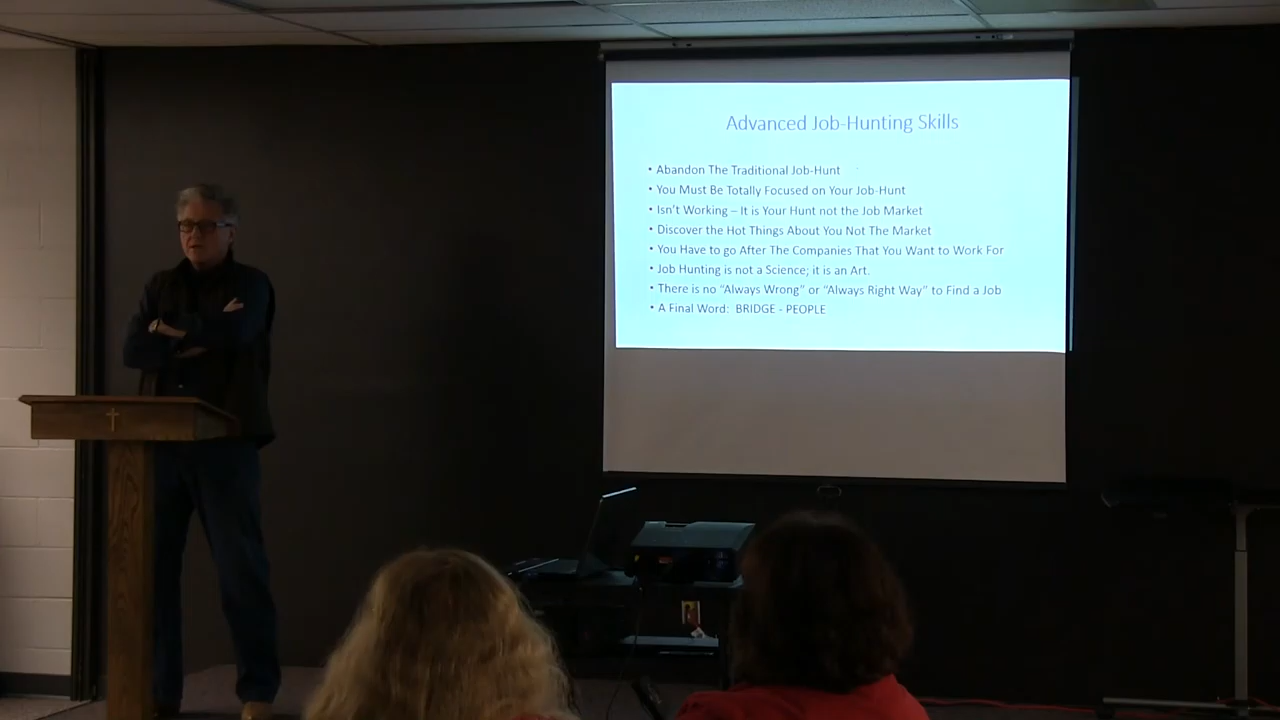 Advanced Job-Hunting Skills
• Abandon The Traditional Job-Hunt
• You Must Be Totally Focused on Your Job-Hunt
• Isn't Working – It is Your Hunt not the Job Market
• Discover the Hot Things About You Not The Market
• You Have to go After The Companies That You Want to Work For
• Job Hunting is not a Science; it is an Art.
• There is no “Always Wrong” or “Always Right Way” to Find a Job
• A Final Word: BRIDGE - PEOPLE